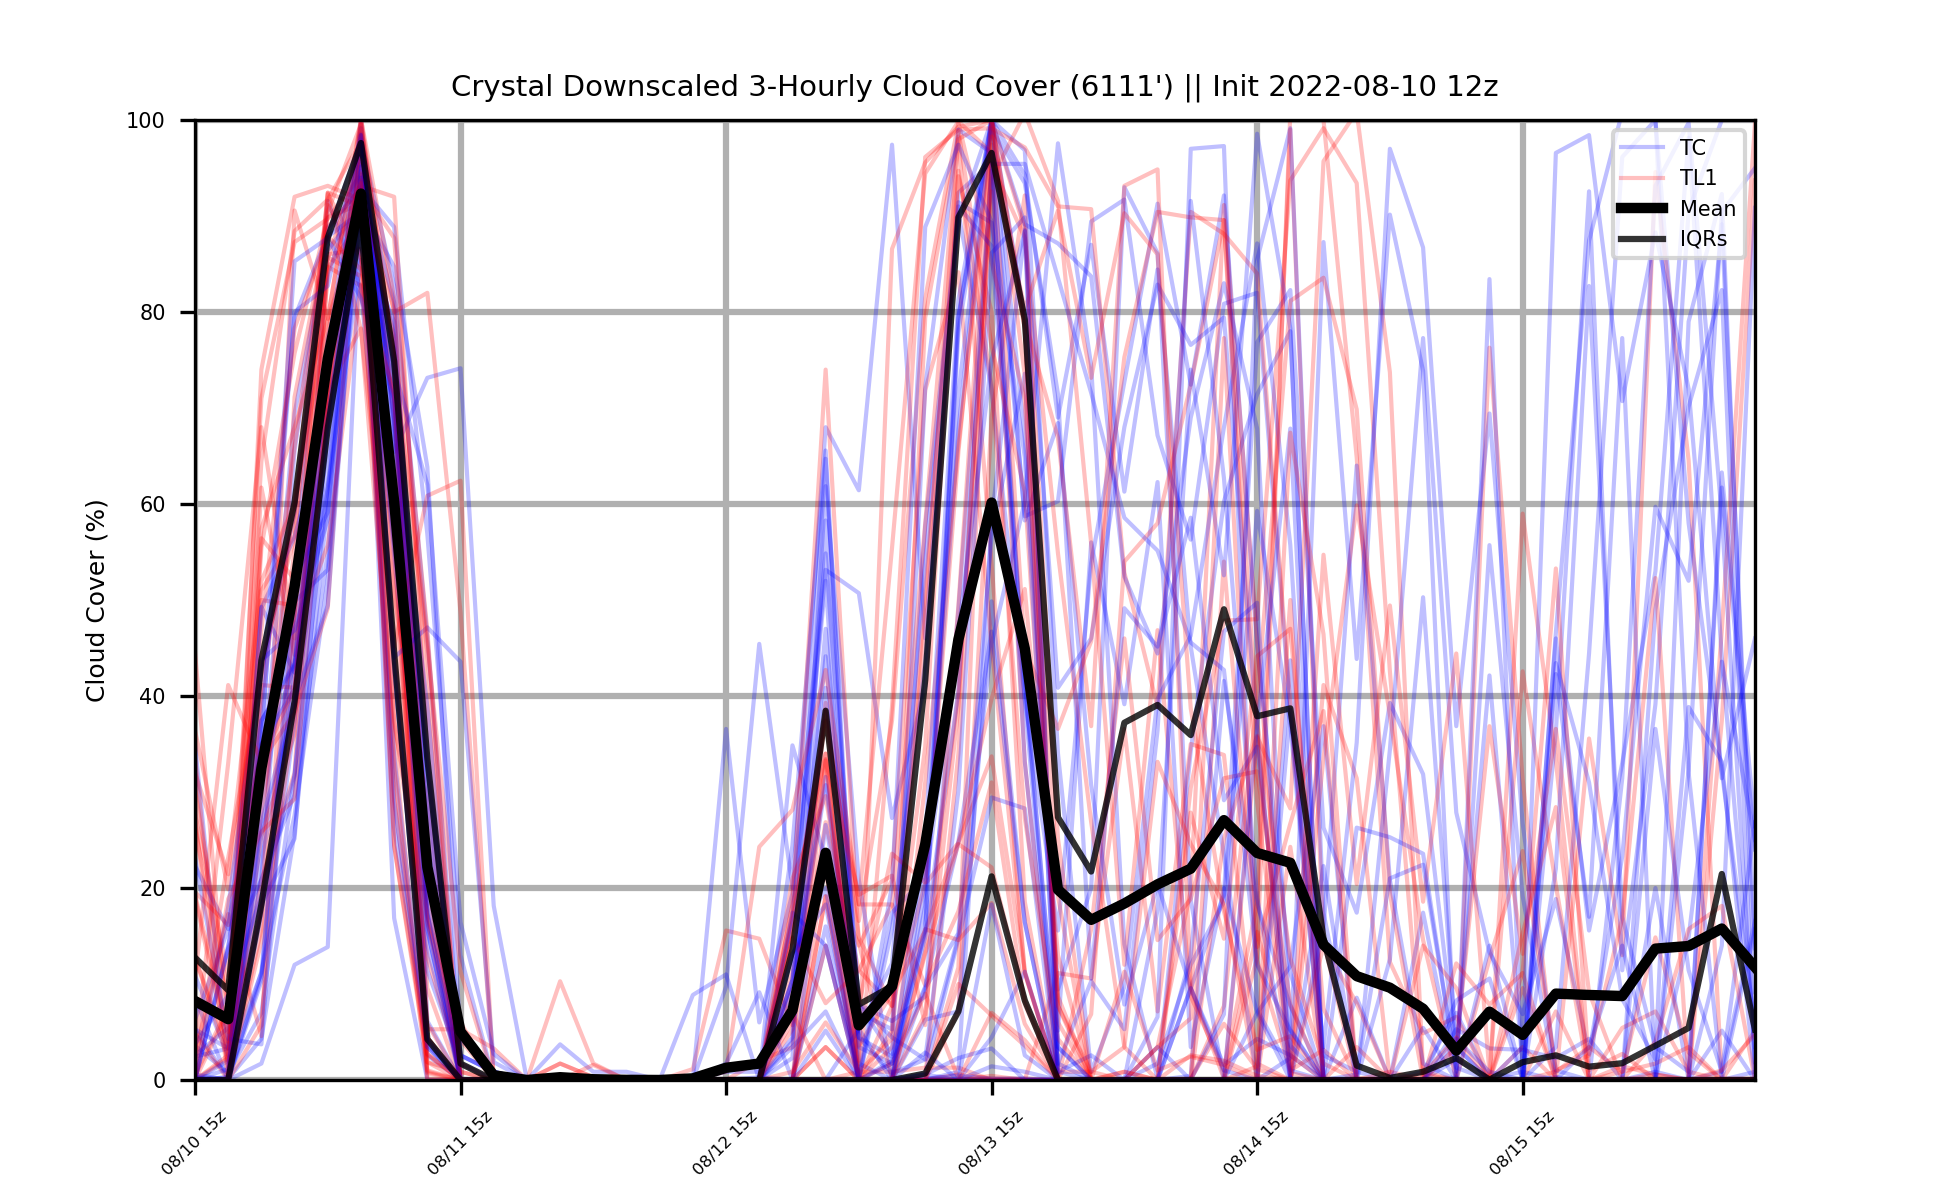 Crystal Downscaled 3-Hourly Cloud Cover (6111') || Init 2022-08-10 12z
TC
TL1
Mean
IQRs
Cloud Cover (%)
100
80
60
40
20
0
08/10 15z
08/11 15z
08/12 15z
08/13 15z
08/14 15z
08/15 15z